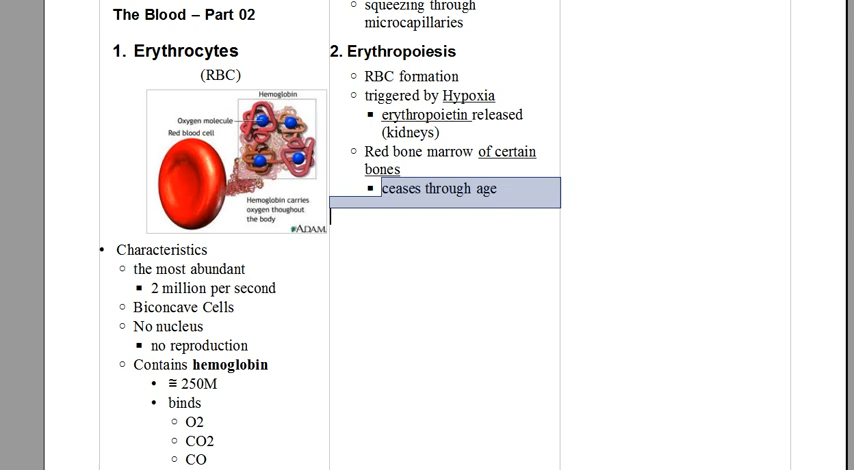 The Blood – Part 02
1. Erythrocytes
(RBC)
Hemoglobin
Oxygen molecule
Red blood cell
Hemoglobin carries
oxygen thoughout
the body
ADAM
• Characteristics
○ the most abundant
▪ 2 million per second
○ Biconcave Cells
○ No nucleus
▪ no reproduction
○ Contains hemoglobin
• ≅ 250M
• binds
○ O2
○ CO2
○ CO
○ squeezing through
microcapillaries
2. Erythropoiesis
○ RBC formation
○ triggered by Hypoxia
▪ erythropoietin released
(kidneys)
○ Red bone marrow of certain
bones
▪ ceases through age